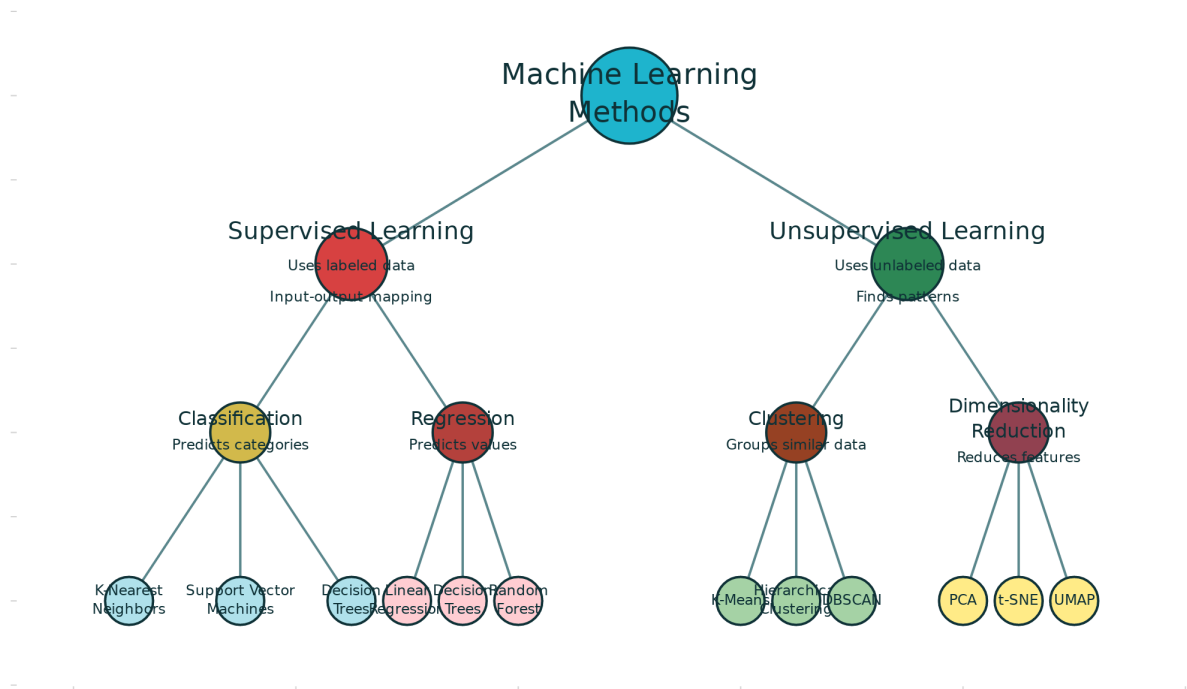 Machine Learning
Methods
Supervised Learning
Uses labeled data
Input-output mapping
Unsupervised Learning
Uses unlabeled data
Finds patterns
Classification
Predicts categories
Regression
Predicts values
Clustering
Groups similar data
Dimensionality
Reduction
Reduces features
K-Nearest
Neighbors
Support Vector
Machines
Decision
Trees
Linear
Regression
Decision
Trees
Random
Forest
K-Means
Hierarchical
Clustering
DBSCAN
PCA
t-SNE
UMAP